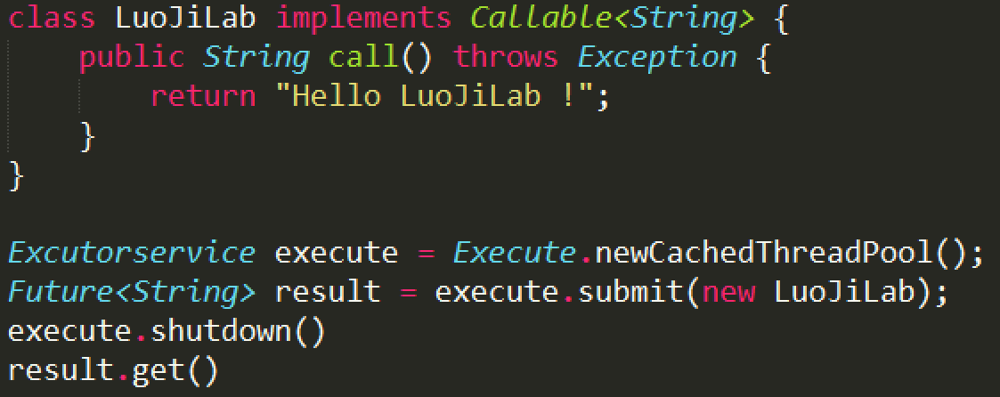 class LuoJiLab implements Callable<String> {
    public String call() throws Exception {
        return "Hello LuoJiLab !";
    }
}

Excutorservice execute = Execute.newCachedThreadPool();
Future<String> result = execute.submit(new LuoJiLab);
execute.shutdown()
result.get()